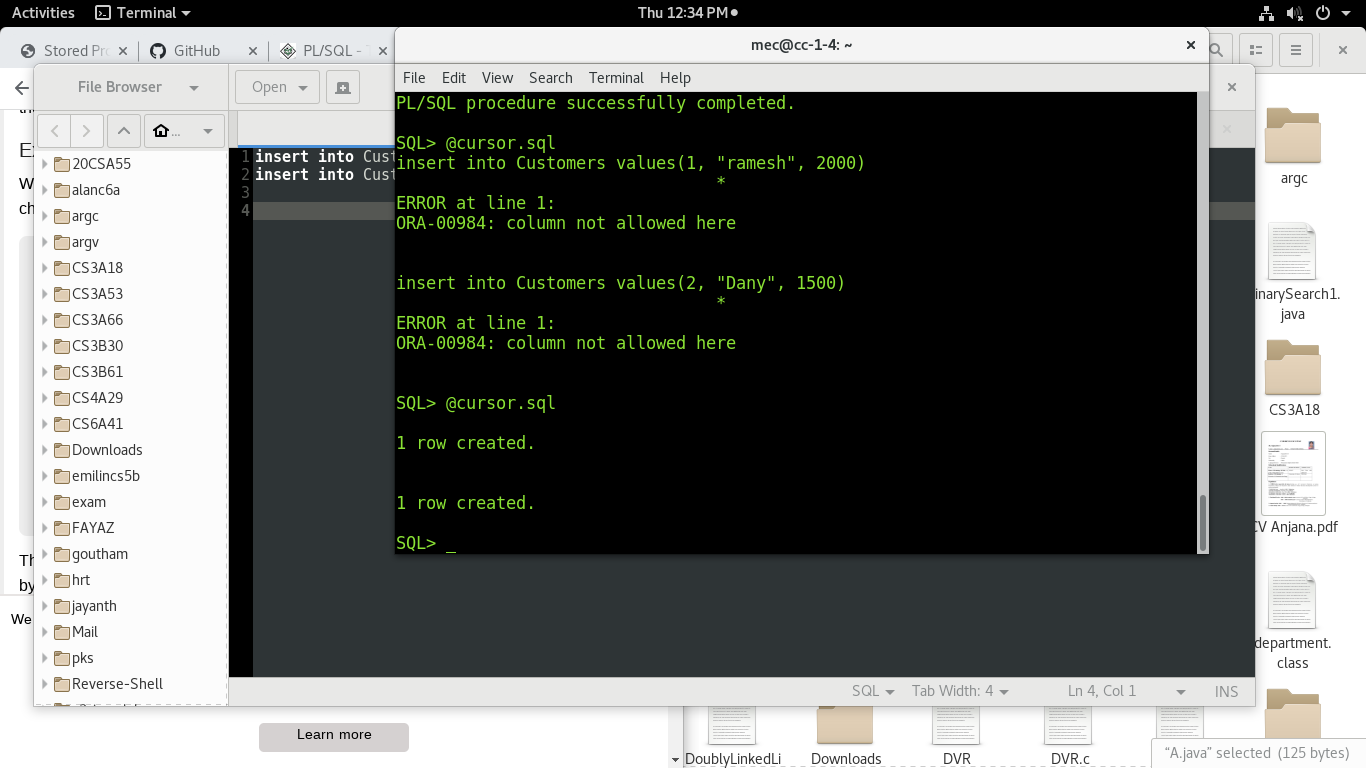 Activities Terminal Thu 12:34 PM
Stored Pro GitHub PL/SQL - T
mec@cc-1-4: ~
File Browser Open
File Edit View Search Terminal Help
20CSA55
alanc6a
argc
argv
CS3A18
CS3A53
CS3A66
CS3B30
CS3B61
CS4A29
CS6A41
Downloads
emilincs5b
exam
FAYAZ
goutham
hrt
jayanth
Mail
pks
Reverse-Shell
1 insert into Cust
2 insert into Cust
3
4
PL/SQL procedure successfully completed.
SQL> @cursor.sql
insert into Customers values(1, "ramesh", 2000)
*
ERROR at line 1:
ORA-00984: column not allowed here
insert into Customers values(2, "Dany", 1500)
*
ERROR at line 1:
ORA-00984: column not allowed here
SQL> @cursor.sql
1 row created.
1 row created.
SQL> _
SQL Tab Width: 4 Ln 4, Col 1 INS
argc
inarySearch1.
java
CS3A18
CV Anjana.pdf
department.
class
We
Th
by
We
Learn more
DoublyLinkedLi Downloads DVR DVR.c
“A.java” selected (125 bytes)